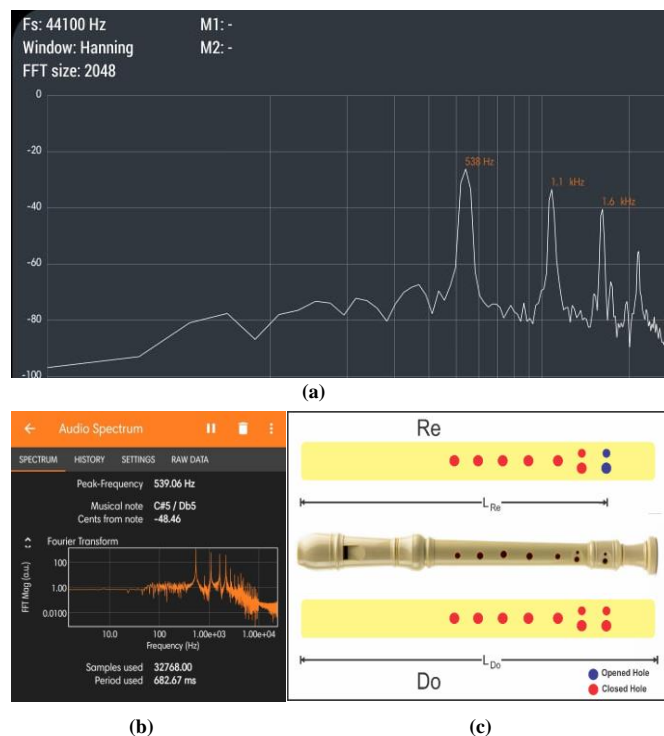 Fs: 44100 Hz M1: -
Window: Hanning M2: -
FFT size: 2048
0
-20
538 Hz
1.1 kHz
-40
1.6 kHz
-60
-80
-100
(a)
← Audio Spectrum
SPECTRUM HISTORY SETTINGS RAW DATA
Peak-Frequency 539.06 Hz
Musical note C#5 / Db5
Cents from note -48.46
Fourier Transform
FFT Mag (a.u.)
100
1.00
0.0100
10.0 100 1.00e+03 1.00e+04
Frequency (Hz)
Samples used 32768.00
Period used 682.67 ms
(b)
Re
L Re
L Do
Do
Opened Hole
Closed Hole
(c)